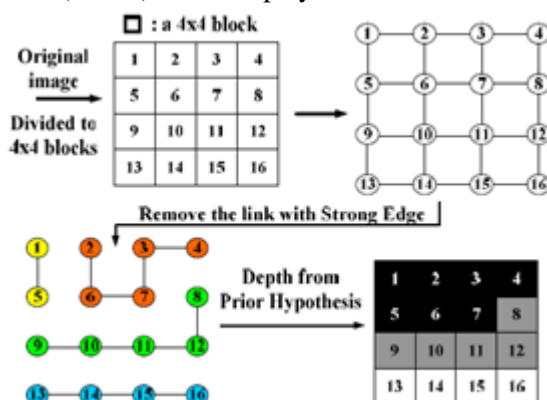 : a 4x4 block
Original
image
Divided to
4x4 blocks
1 2 3 4
5 6 7 8
9 10 11 12
13 14 15 16
1 2 3 4
5 6 7 8
9 10 11 12
13 14 15 16
Remove the link with Strong Edge
1 2 3 4
5 6 7 8
9 10 11 12
13 14 15 16
Depth from
Prior Hypothesis
1 2 3 4
5 6 7 8
9 10 11 12
13 14 15 16